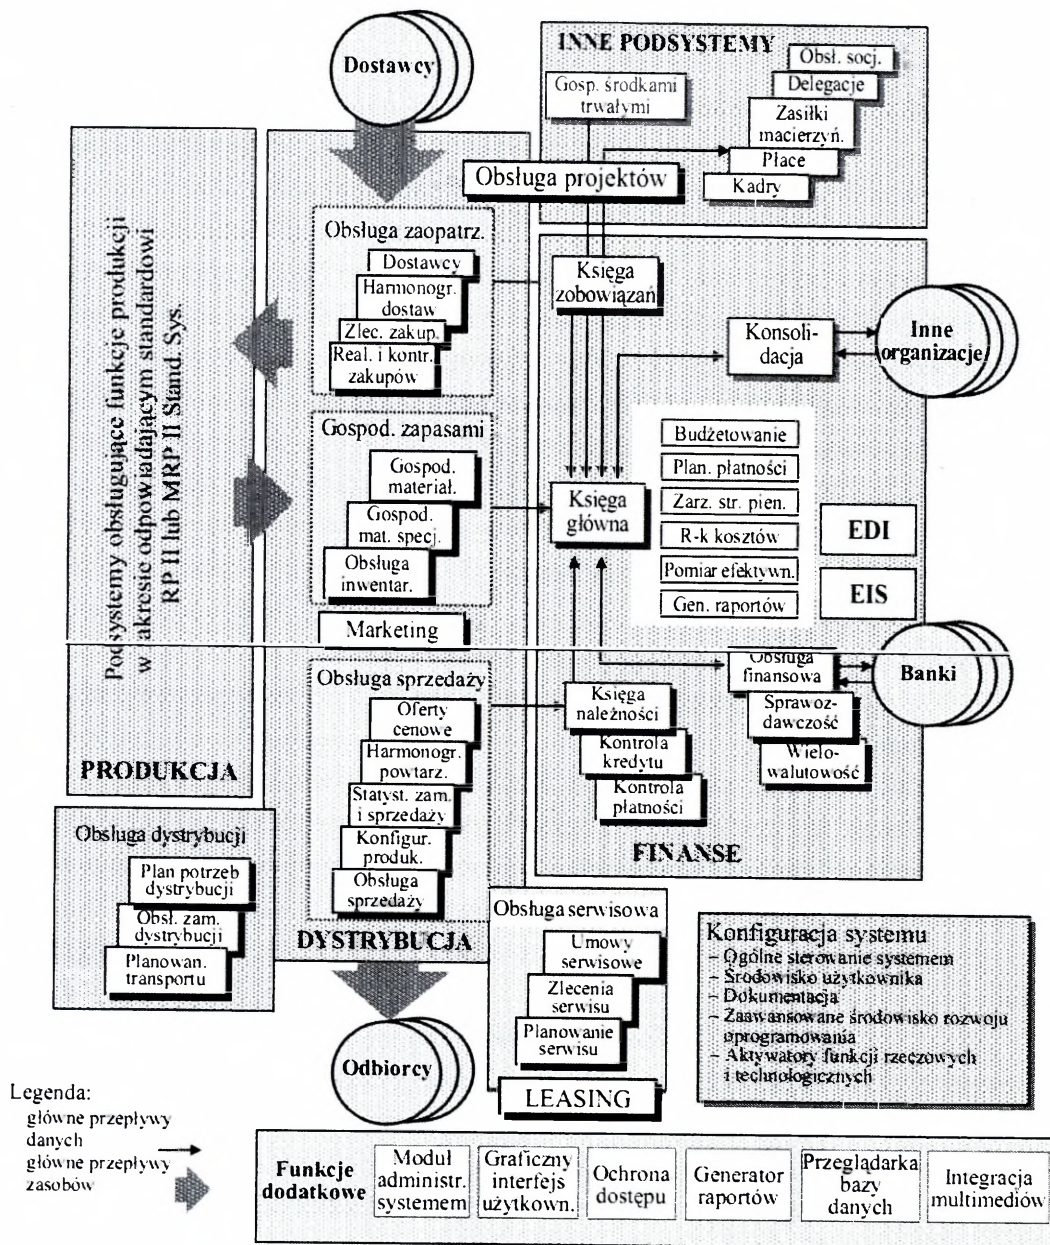 Dostawcy
INNE PODSYSTEMY
Gosp. środkami
trwałymi
Obsł. socj.
Delegacje
Zasiłki
macierzyń.
Płace
Kadry
Obsługa projektów
Podsystemy obsługujące funkcje produkcji
w akresie odpowiadającym standardowi
RP II lub MRP II Stand. Sys.
PRODUKCJA
Obsługa zaopatrz.
Dostawcy
Harmonogr.
dostaw
Zlec. zakup.
Real. i kontr.
zakupów
Gospod. zapasami
Gospod.
materiał.
Gospod.
mat. specj.
Obsługa
inwentar.
Marketing
Obsługa sprzedaży
Oferty
cenowe
Harmonogr.
powtarz.
Statyst. zam.
i sprzedaży
Konfigur.
produk.
Obsługa
sprzedaży
DYSTRYBUCJA
Księga
zobowiązań
Konsoli-
dacja
Inne
organizacje
Księga
główna
Budżetowanie
Plan. płatności
Zarz. str. pien.
R-k kosztów
Pomiar efektywn.
Gen. raportów
EDI
EIS
Obsługa
finansowa
Sprawoz-
dawczość
Wielo-
walutowość
Banki
Księga
należności
Kontrola
kredytu
Kontrola
płatności
FINANSE
Obsługa dystrybucji
Plan potrzeb
dystrybucji
Obsł. zam.
dystrybucji
Planowan.
transportu
Odbiorcy
Obsługa serwisowa
Umowy
serwisowe
Zlecenia
serwisu
Planowanie
serwisu
LEASING
Konfiguracja systemu
– Ogólne sterowanie systemem
– Środowisko użytkownika
– Dokumentacja
– Zaawansowane środowisko rozwoju
oprogramowania
– Aktywatory funkcji rzeczowych
i technologicznych
Legenda:
główne przepływy
danych
główne przepływy
zasobów
Funkcje
dodatkowe
Moduł
administr.
systemem
Graficzny
interfejs
użytkown.
Ochrona
dostępu
Generator
raportów
Przeglądarka
bazy
danych
Integracja
multimediów